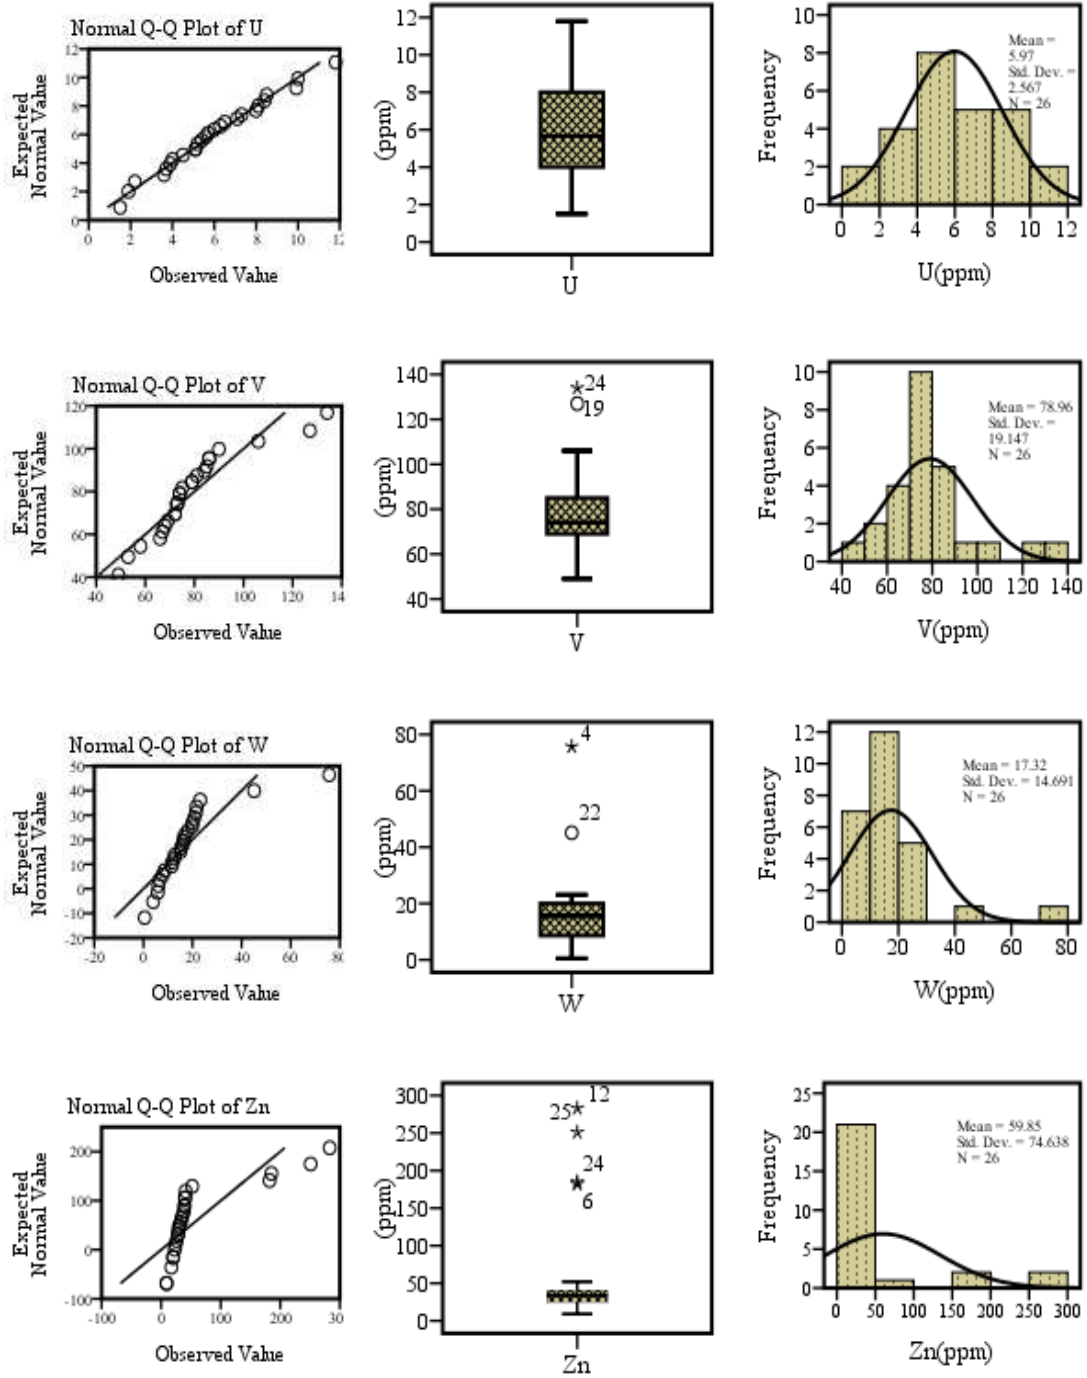 Normal Q-Q Plot of U
Expected
Normal Value
12
10
8
6
4
2
0
0 2 4 6 8 10 12
Observed Value
(ppm)
12
10
8
6
4
2
0
U
Frequency
10
8
6
4
2
0
Mean =
5.97
Std. Dev. =
2.567
N = 26
0 2 4 6 8 10 12
U(ppm)
Normal Q-Q Plot of V
Expected
Normal Value
120
100
80
60
40
40 60 80 100 120 14
Observed Value
(ppm)
140
120
100
80
60
40
24
19
V
Frequency
10
8
6
4
2
0
Mean = 78.96
Std. Dev. =
19.147
N = 26
40 60 80 100 120 140
V(ppm)
Normal Q-Q Plot of W
Expected
Normal Value
50
40
30
20
10
0
-10
-20
-20 0 20 40 60 80
Observed Value
(ppm)
80
60
40
20
0
4
22
W
Frequency
12
10
8
6
4
2
0
Mean = 17.32
Std. Dev. = 14.691
N = 26
0 20 40 60 80
W(ppm)
Normal Q-Q Plot of Zn
Expected
Normal Value
200
100
0
-100
-100 0 100 200 30
Observed Value
(ppm)
300
250
200
150
100
50
0
12
25
24
6
Zn
Frequency
25
20
15
10
5
0
Mean = 59.85
Std. Dev. = 74.638
N = 26
0 50 100 150 200 250 300
Zn(ppm)